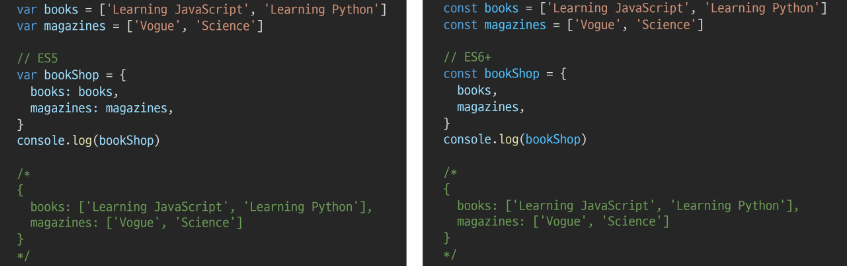 var books = ['Learning JavaScript', 'Learning Python']
var magazines = ['Vogue', 'Science']
// ES5
var bookShop = {
  books: books,
  magazines: magazines,
}
console.log(bookShop)
/*
{
  books: ['Learning JavaScript', 'Learning Python'],
  magazines: ['Vogue', 'Science']
}
*/
const books = ['Learning JavaScript', 'Learning Python']
const magazines = ['Vogue', 'Science']
// ES6+
const bookShop = {
  books,
  magazines,
}
console.log(bookShop)
/*
{
  books: ['Learning JavaScript', 'Learning Python'],
  magazines: ['Vogue', 'Science']
}
*/